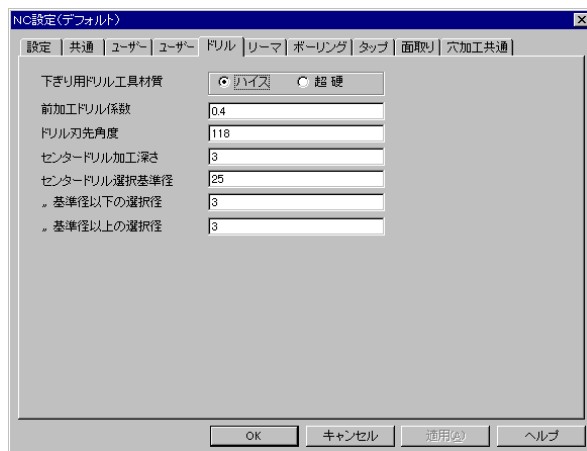 NC設定(デフォルト)
設定 共通 ユーザー ユーザー ドリル リーマ ボーリング タップ 面取り 穴加工共通
下きり用ドリル工具材質 ハイス 超硬
前加工ドリル係数 0.4
ドリル刃先角度 118
センタードリル加工深さ 3
センタードリル選択基準径 25
〃 基準径以下の選択径 3
〃 基準径以上の選択径 3
OK キャンセル 適用(A) ヘルプ